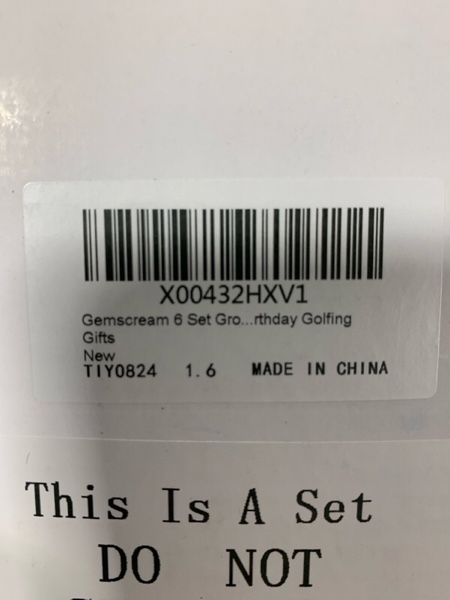 X00432HXV1
Gemscream 6 Set Gro...rthday Golfing
Gifts
New
TIY0824 1.6 MADE IN CHINA
This Is A Set
DO NOT